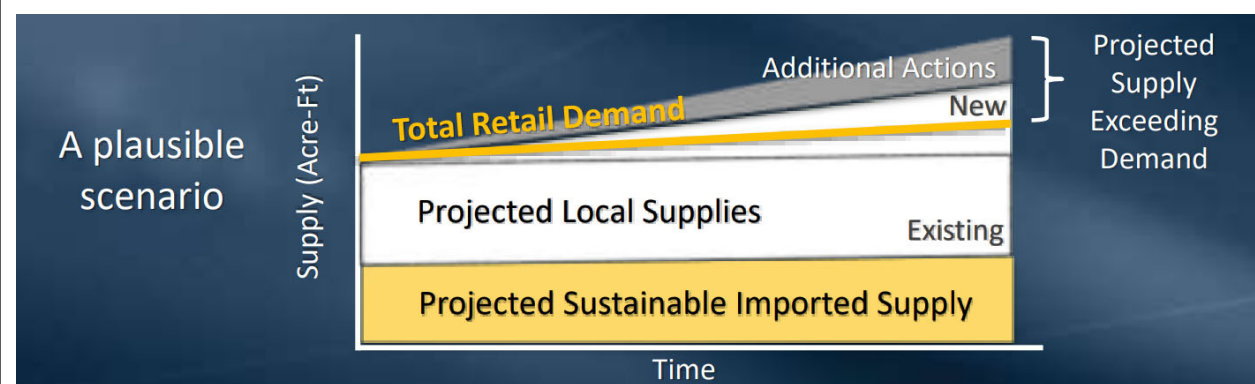 A plausible
scenario
Supply (Acre-Ft)
Total Retail Demand
Additional Actions
New
Projected Local Supplies
Existing
Projected Sustainable Imported Supply
Time
Projected
Supply
Exceeding
Demand